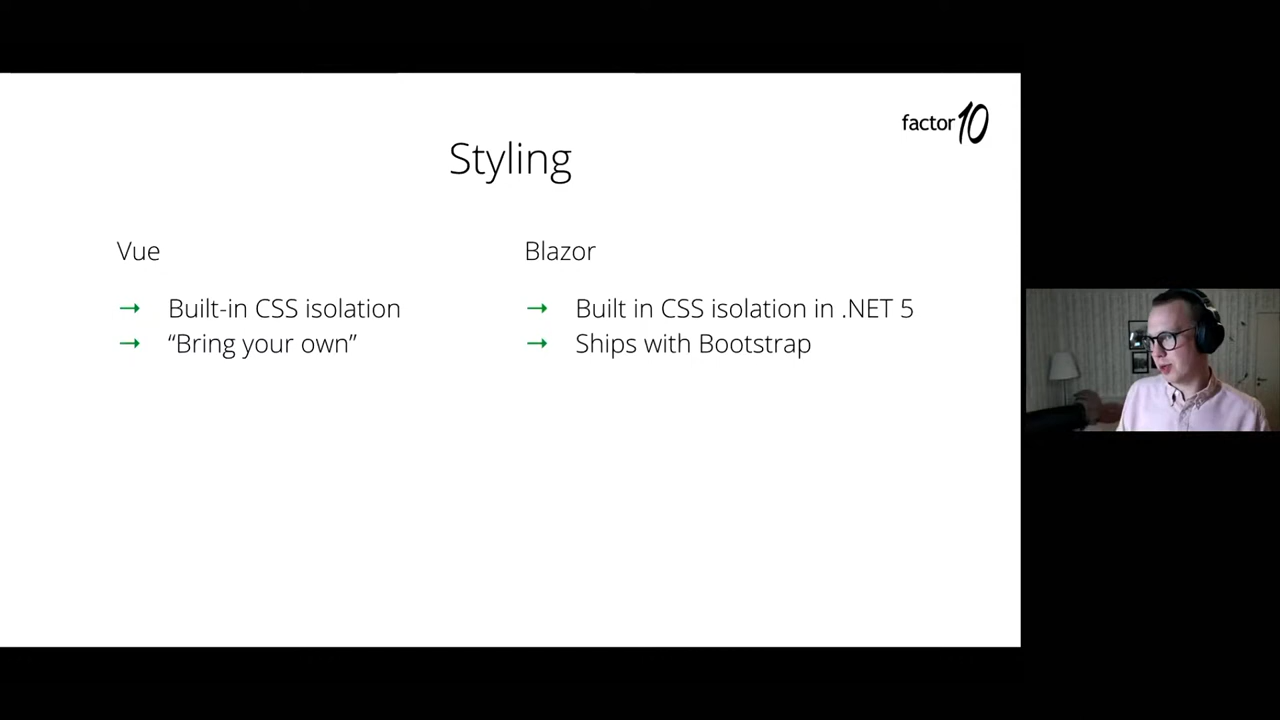 factor10
Styling
Vue
→ Built-in CSS isolation
→ “Bring your own”
Blazor
→ Built in CSS isolation in .NET 5
→ Ships with Bootstrap